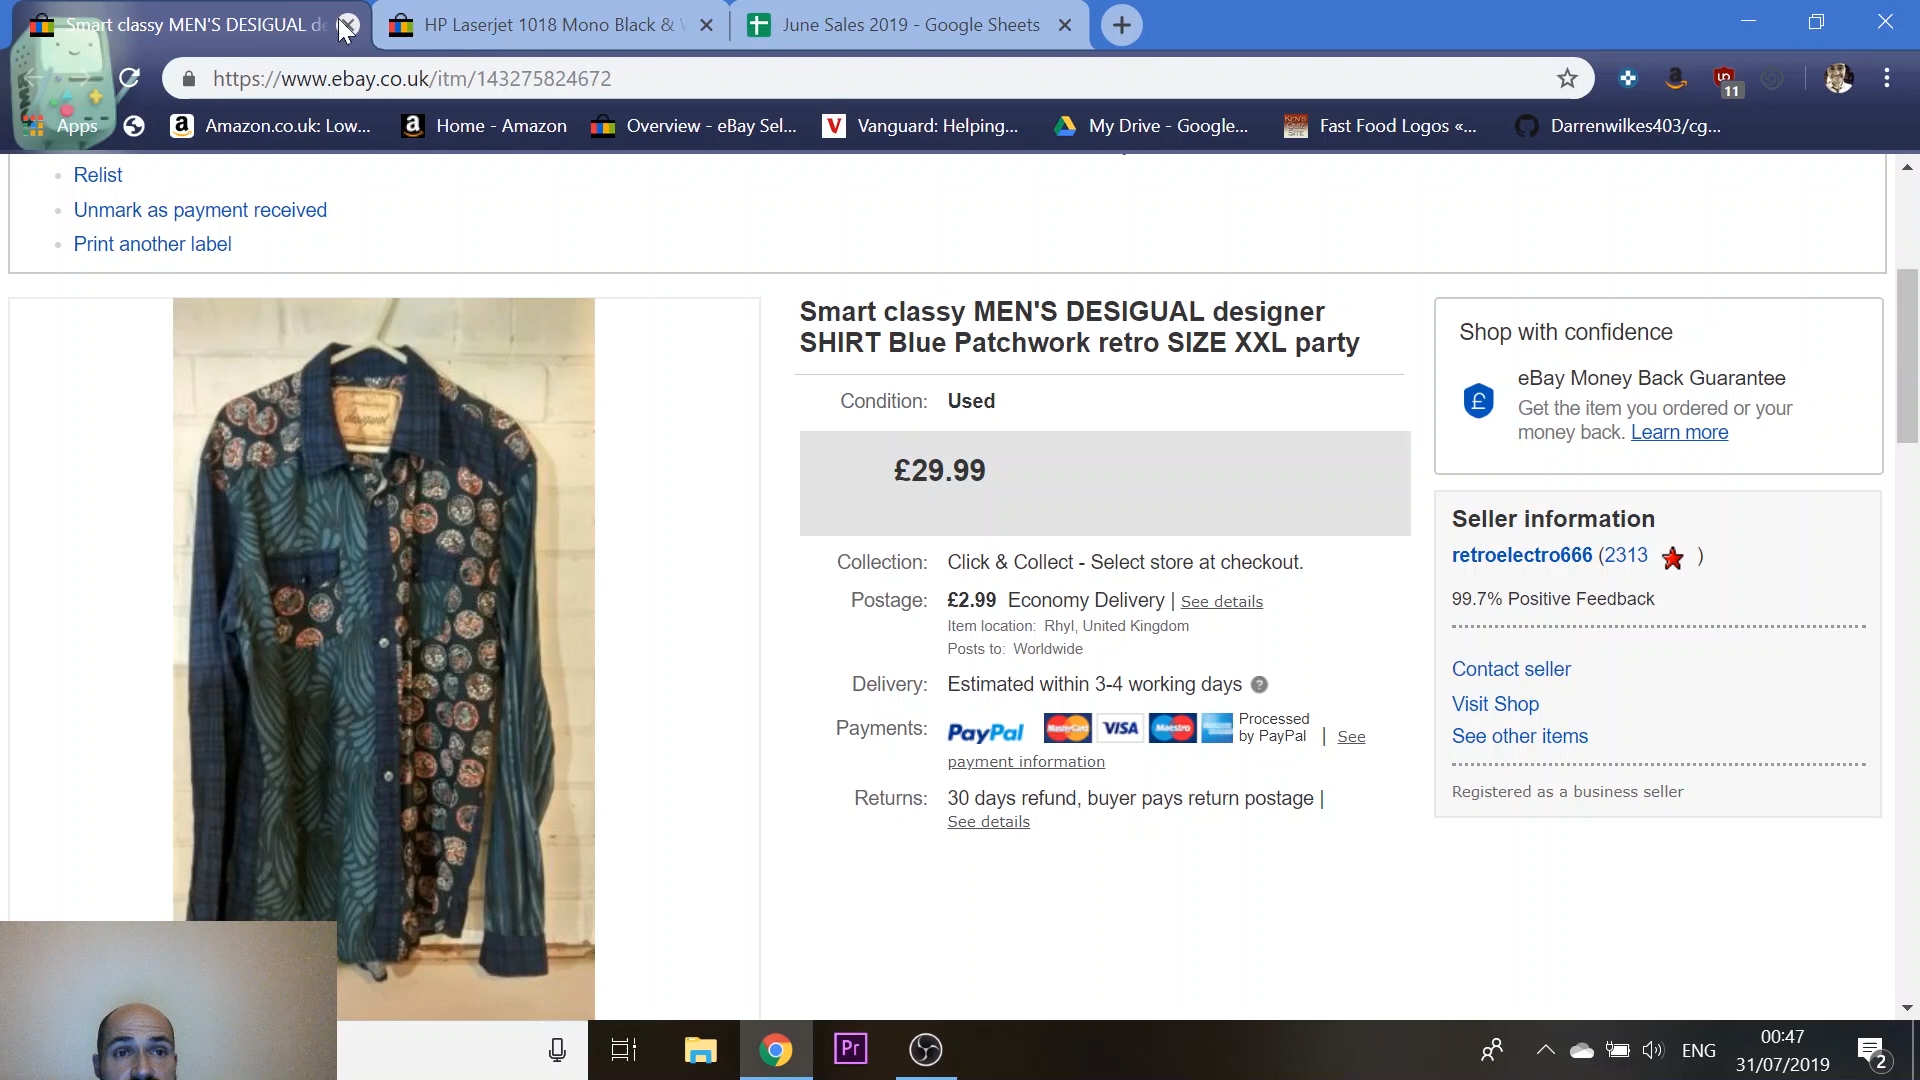 Smart classy MEN'S DESIGUAL de
HP Laserjet 1018 Mono Black &
June Sales 2019 - Google Sheets
https://www.ebay.co.uk/itm/143275824672
11
Apps
Amazon.co.uk: Low...
Home - Amazon
Overview - eBay Sel...
Vanguard: Helping...
My Drive - Google...
Fast Food Logos «...
Darrenwilkes403/cg...
Relist
Unmark as payment received
Print another label
desigual
Smart classy MEN'S DESIGUAL designer
SHIRT Blue Patchwork retro SIZE XXL party
Condition: Used
£29.99
Collection: Click & Collect - Select store at checkout.
Postage: £2.99 Economy Delivery | See details
Item location: Rhyl, United Kingdom
Posts to: Worldwide
Delivery: Estimated within 3-4 working days
Payments: PayPal MasterCard VISA Maestro Processed
by PayPal | See
payment information
Returns: 30 days refund, buyer pays return postage |
See details
Shop with confidence
eBay Money Back Guarantee
Get the item you ordered or your
money back. Learn more
Seller information
retroelectro666 (2313 )
99.7% Positive Feedback
Contact seller
Visit Shop
See other items
Registered as a business seller
Pr
ENG
00:47
31/07/2019
2